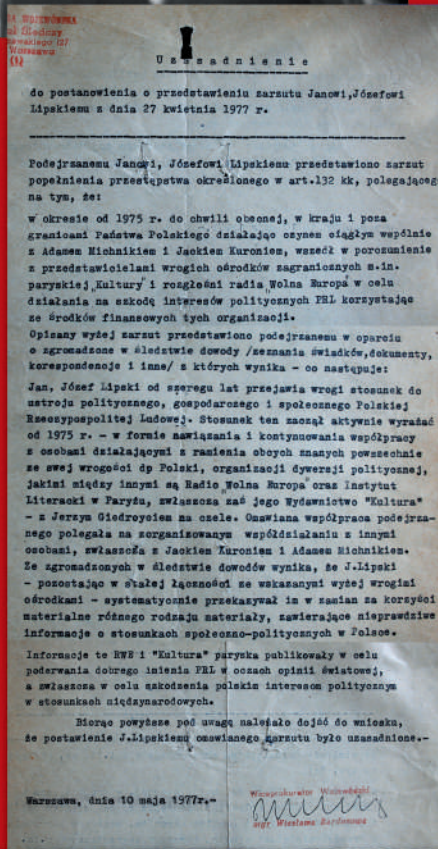 U z a s a d n i e n i e
do postanowienia o przedstawieniu zarzutu Janowi,Józefowi
Lipskiemu z dnia 27 kwietnia 1977 r.
Podejrzanemu Janowi, Józefowi Lipskiemu przedstawiono zarzut
popełnienia przestępstwa określonego w art.132 kk, polegającego
na tym, że:
w okresie od 1975 r. do chwili obecnej, w kraju i poza
granicami Państwa Polskiego działając czynem ciągłym wspólnie
z Adamem Michnikiem i Jackiem Kuroniem, wszedł w porozumienie
z przedstawicielami wrogich ośrodków zagranicznych m.in.
paryskiej „Kultury" i rozgłośni radia „Wolna Europa" w celu
działania na szkodę interesów politycznych PRL korzystając
ze środków finansowych tych organizacji.
Opisany wyżej zarzut przedstawiono podejrzanemu w oparciu
o zgromadzone w śledztwie dowody /zeznania świadków,dokumenty,
korespondencje i inne/ z których wynika - co następuje:
Jan, Józef Lipski od szeregu lat przejawia wrogi stosunek do
ustroju politycznego, gospodarczego i społecznego Polskiej
Rzeczypospolitej Ludowej. Stosunek ten zaczął aktywnie wyrażać
od 1975 r. - w formie nawiązania i kontynuowania współpracy
z osobami działającymi z ramienia obcych znanych powszechnie
ze swej wrogości dp Polski, organizacji dywersji politycznej,
jakimi między innymi są Radio „Wolna Europa" oraz Instytut
Literacki w Paryżu, zwłaszcza zaś jego Wydawnictwo "Kultura"
- z Jerzym Giedroyciem na czele. Omawiana współpraca podejrza-
nego polegała na zorganizowanym współdziałaniu z innymi
osobami, zwłaszcza z Jackiem Kuroniem i Adamem Michnikiem.
Ze zgromadzonych w śledztwie dowodów wynika, że J.Lipski
- pozostając w stałej łączności ze wskazanymi wyżej wrogimi
ośrodkami - systematycznie przekazywał im w zamian za korzyści
materialne różnego rodzaju materiały, zawierające nieprawdziwe
informacje o stosunkach społeczno-politycznych w Polsce.
Informacje te RWE i "Kultura" paryska publikowały w celu
poderwania dobrego imienia PRL w oczach opinii światowej,
a zwłaszcza w celu szkodzenia polskim interesom politycznym
w stosunkach międzynarodowych.
Biorąc powyższe pod uwagę należało dojść do wniosku,
że postawienie J.Lipskiemu omawianego zarzutu było uzasadnione.-
Warszawa, dnia 10 maja 1977r.-
Wiceprokurator Wojewódzki
mgr Wiesława Bardonowa